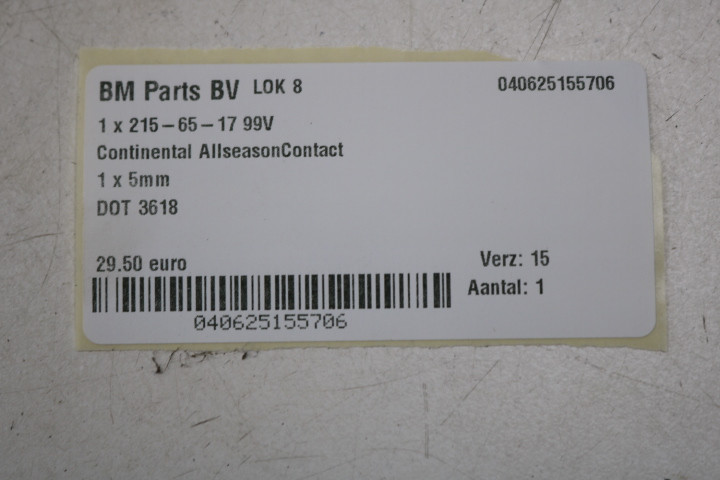 BM Parts BV LOK 8 040625155706
1 x 215-65-17 99V
Continental AllseasonContact
1 x 5mm
DOT 3618
29.50 euro Verz: 15
Aantal: 1
040625155706